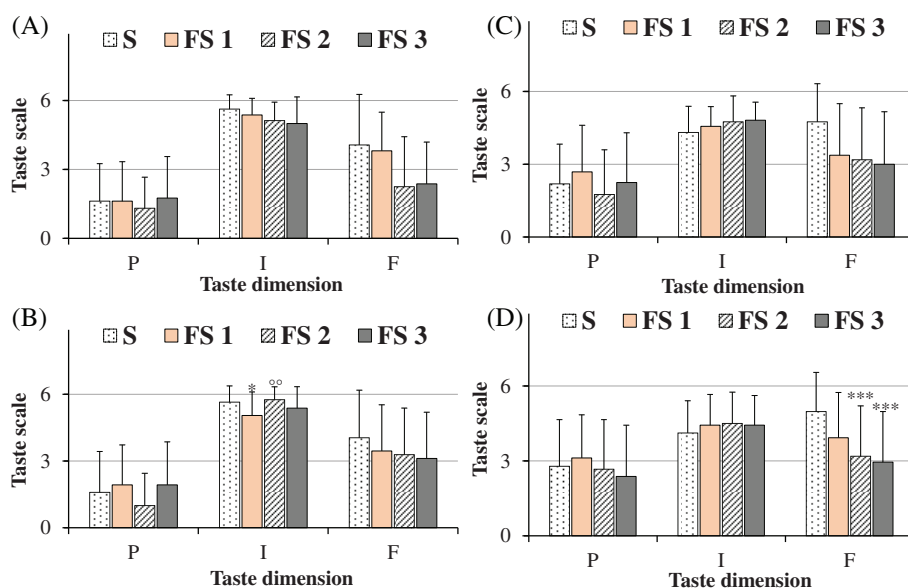 (A)
S FS 1 FS 2 FS 3
Taste scale
6
3
0
P I F
Taste dimension
(B)
S FS 1 FS 2 FS 3
Taste scale
6
3
0
* °°
P I F
Taste dimension
(C)
S FS 1 FS 2 FS 3
Taste scale
6
3
0
P I F
Taste dimension
(D)
S FS 1 FS 2 FS 3
Taste scale
6
3
0
*** ***
P I F
Taste dimension